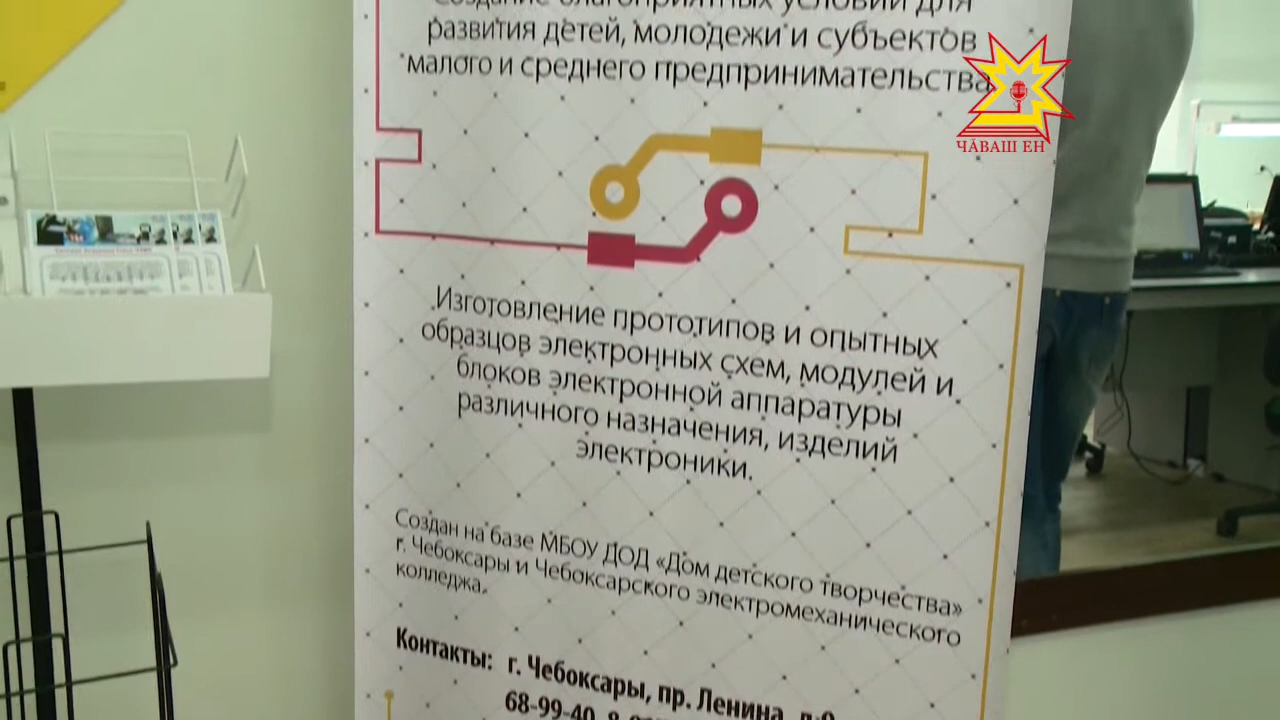 Создание благоприятных условий для
развития детей, молодежи и субъектов
малого и среднего предпринимательства
ЧӐВАШ ЕН
Изготовление прототипов и опытных
образцов электронных схем, модулей и
блоков электронной аппаратуры
различного назначения, изделий
электроники.
Создан на базе МБОУ ДОД «Дом детского творчества»
г. Чебоксары и Чебоксарского электромеханического
колледжа.
Контакты: г. Чебоксары, пр. Ленина,
68-99-40,